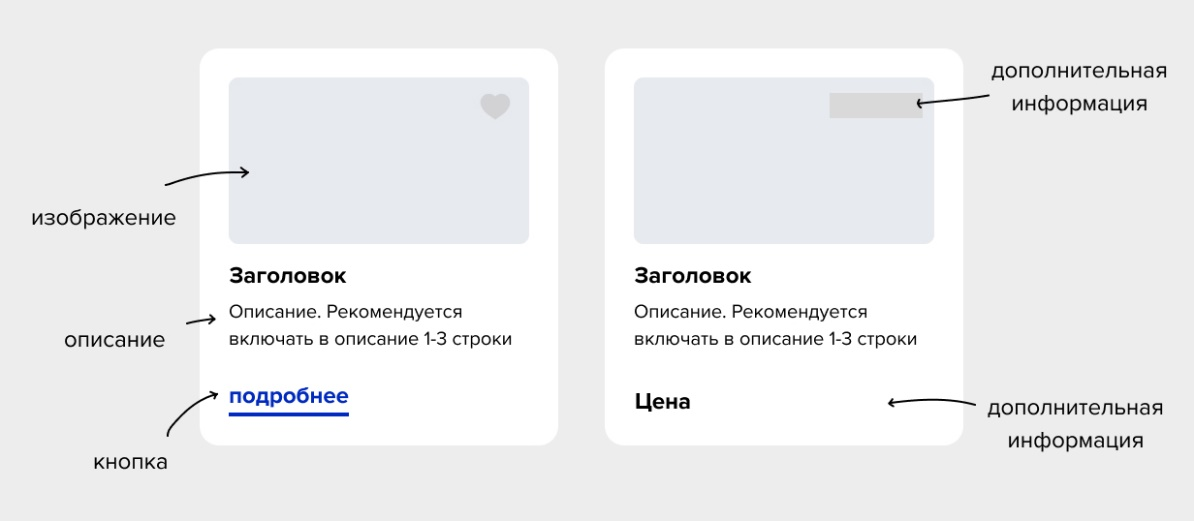 дополнительная
информация
изображение
Заголовок
Описание. Рекомендуется
включать в описание 1-3 строки
описание
подробнее
кнопка
Заголовок
Описание. Рекомендуется
включать в описание 1-3 строки
Цена
дополнительная
информация